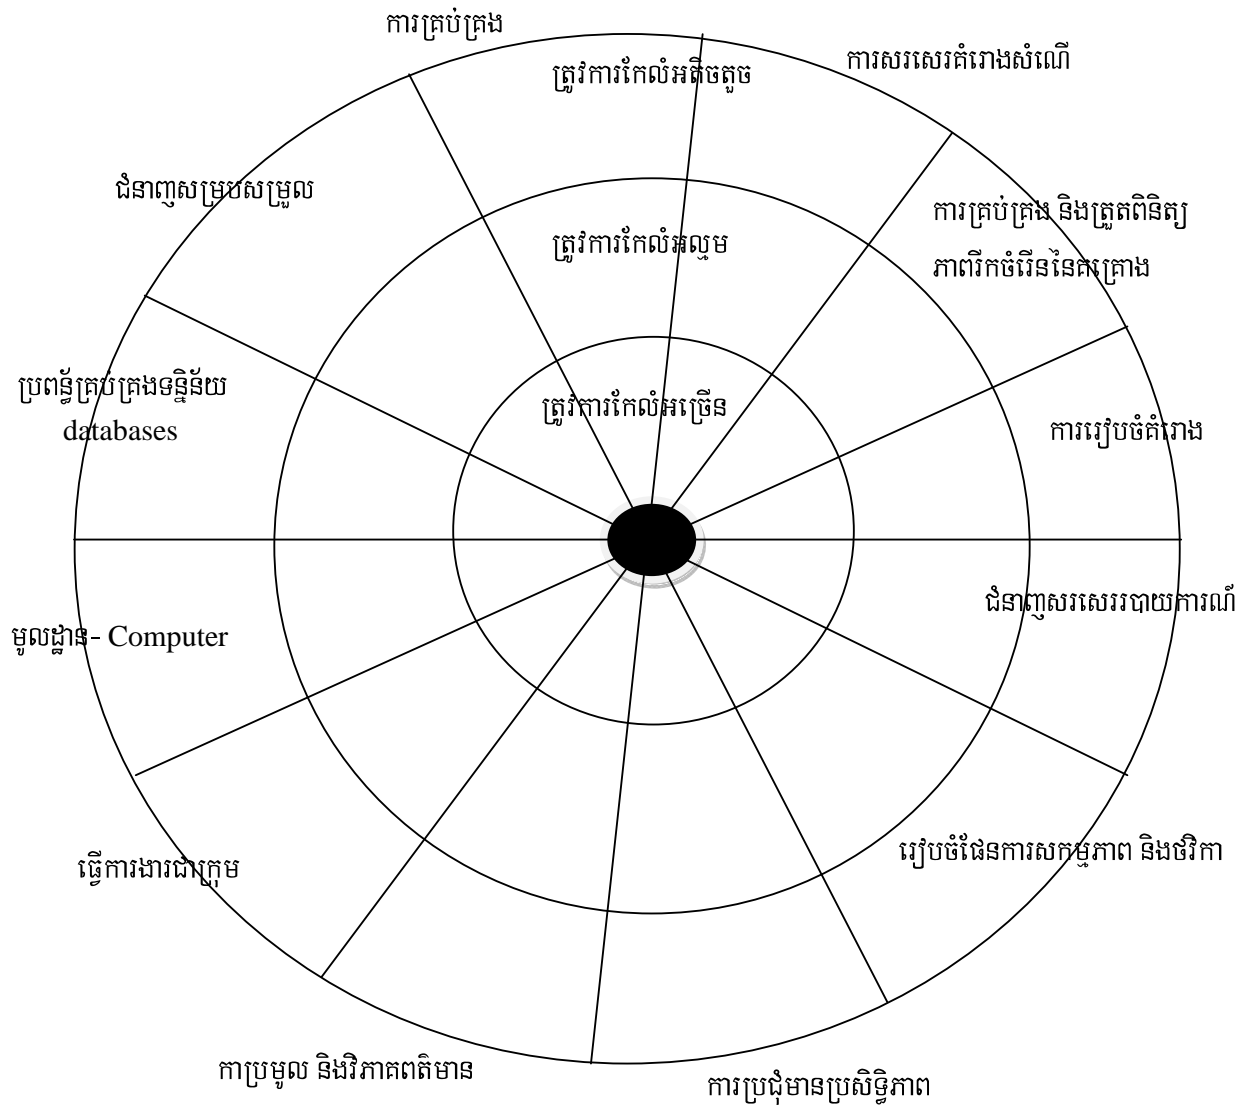 ការគ្រប់គ្រង
ការសរសេរគំរោងសំណើ
ត្រូវការកែលំអតិចតួច
ជំនាញសម្របសម្រួល
ការគ្រប់គ្រង និងត្រួតពិនិត្យ
ភាពរីកចំរើននៃគម្រោង
ត្រូវការកែលំអល្មម
ប្រពន្ធ័គ្រប់គ្រងទន្និន័យ
databases
ត្រូវការកែលំអច្រើន
ការរៀបចំគំរោង
ជំនាញសរសេររបាយការណ៍
មូលដ្ឋាន- Computer
រៀបចំផែនការសកម្មភាព និងថវិកា
ធ្វើការងារជាក្រុម
កាប្រមូល និងវិភាគពត៌មាន
ការប្រជុំមានប្រសិទ្ធិភាព